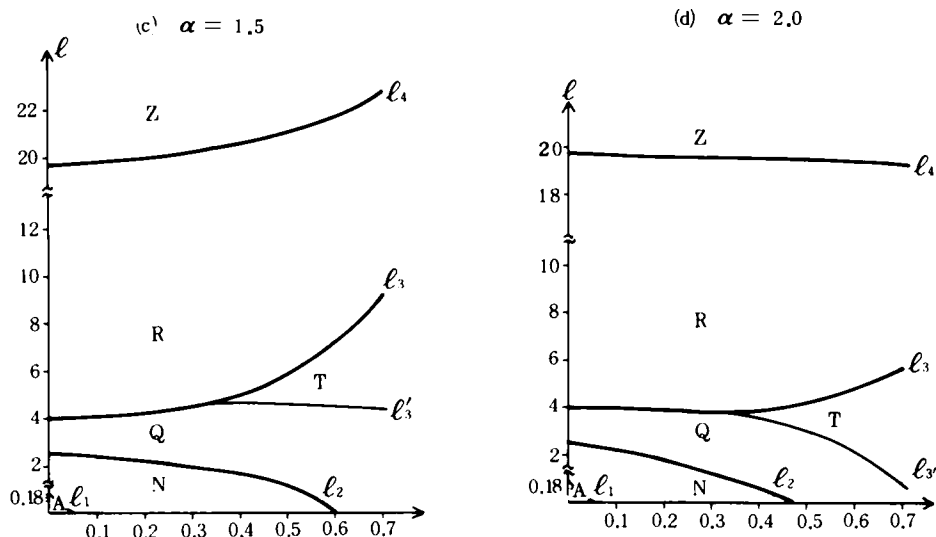 (c) α = 1.5
ℓ
22
20
12
10
8
6
4
2
0.18
Z
R
T
Q
N
A
ℓ1
ℓ2
ℓ3
ℓ3′
ℓ4
0.1 0.2 0.3 0.4 0.5 0.6 0.7
(d) α = 2.0
ℓ
20
18
10
8
6
4
2
0.18
Z
R
T
Q
N
A
ℓ1
ℓ2
ℓ3
ℓ3′
ℓ4
0.1 0.2 0.3 0.4 0.5 0.6 0.7